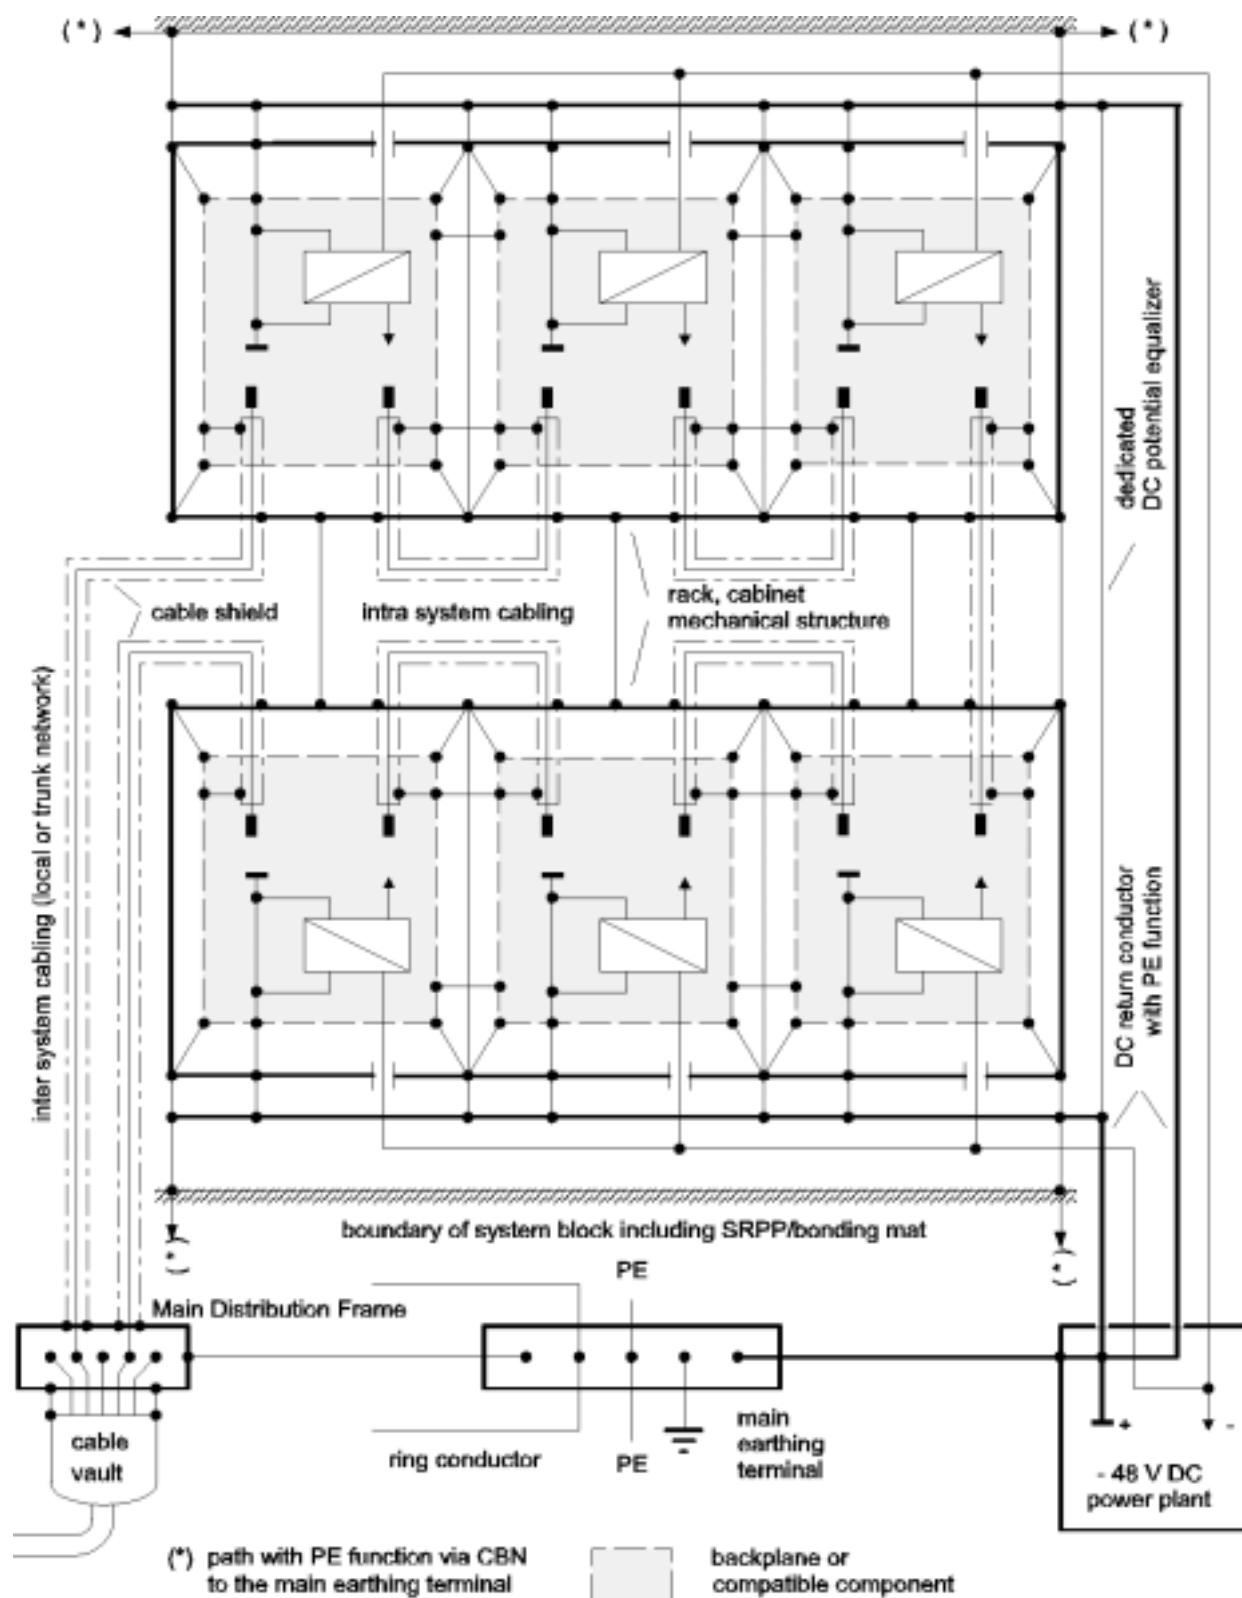 (*)
(*)
dedicated
DC potential equalizer
cable shield
intra system cabling
rack, cabinet
mechanical structure
inter system cabling (local or trunk network)
DC return conductor
with PE function
boundary of system block including SRPP/bonding mat
(*)
(*)
PE
Main Distribution Frame
cable
vault
ring conductor
PE
main
earthing
terminal
+
-
- 48 V DC
power plant
(*) path with PE function via CBN
to the main earthing terminal
backplane or
compatible component